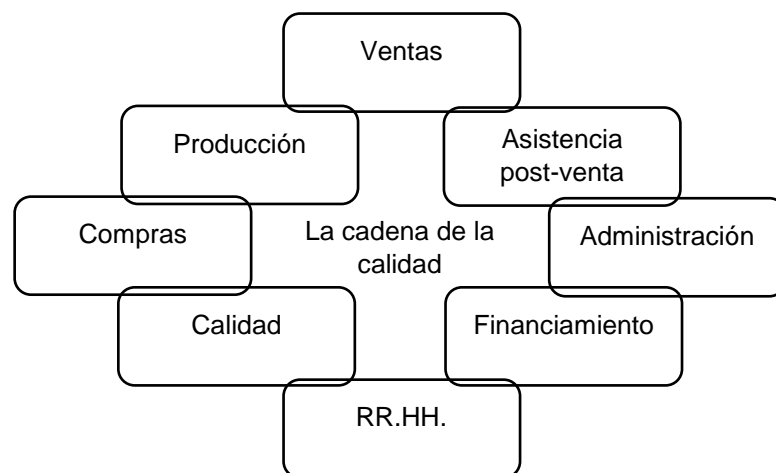 Ventas
Producción
Asistencia
post-venta
Compras
La cadena de la
calidad
Administración
Calidad
Financiamiento
RR.HH.